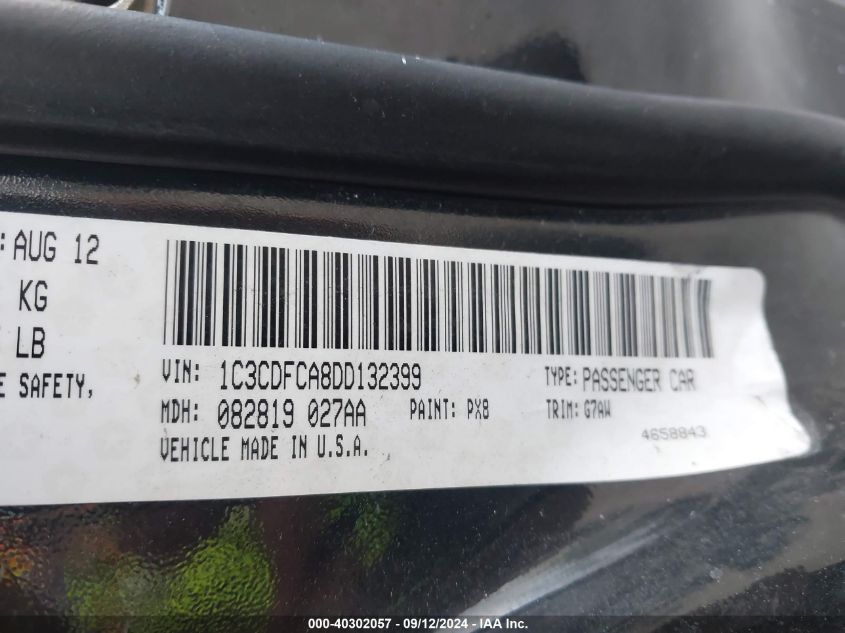 : AUG 12
KG
LB
E SAFETY,
VIN: 1C3CDFCA8DD132399 TYPE: PASSENGER CAR
MDH: 082819 027AA PAINT: PX8 TRIM: G7AW
VEHICLE MADE IN U.S.A. 4658843
000-40302057 - 09/12/2024 - IAA Inc.